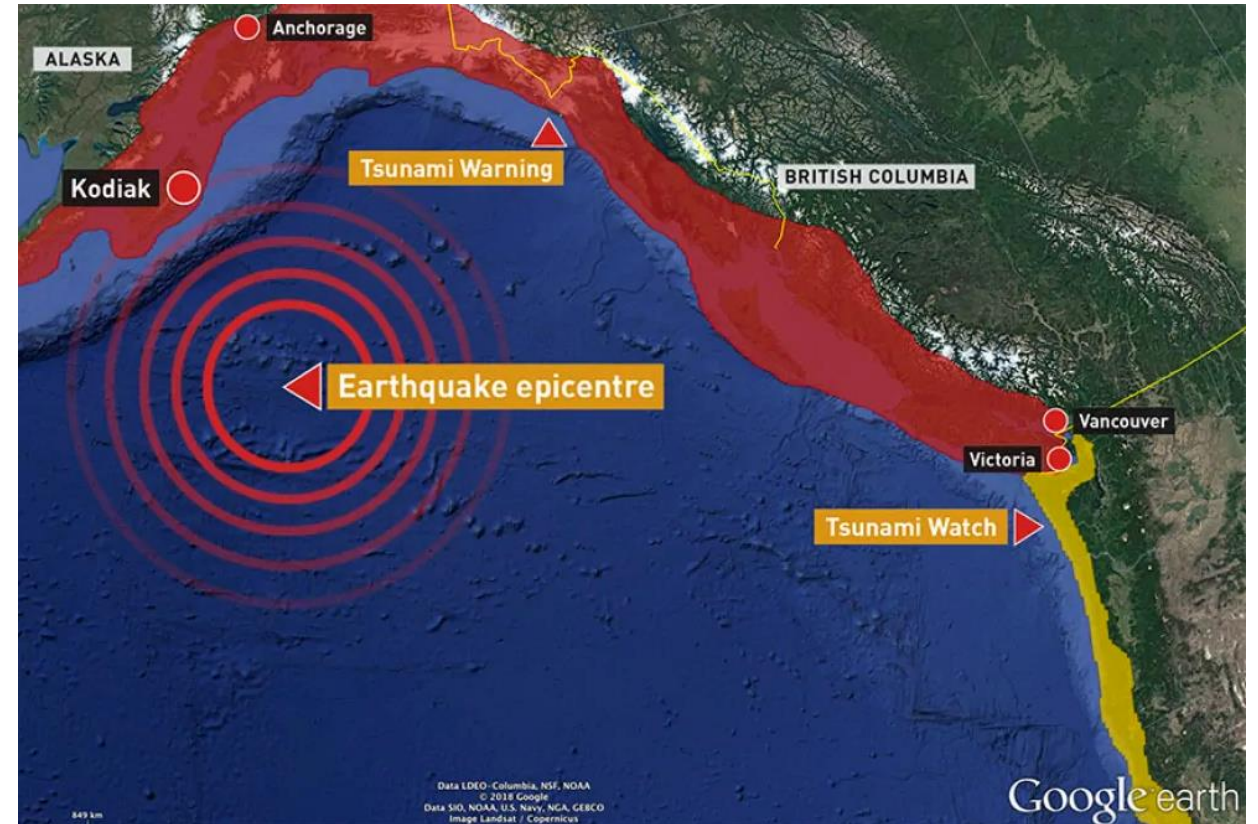 Anchorage
ALASKA
Tsunami Warning
Kodiak
BRITISH COLUMBIA
Earthquake epicentre
Vancouver
Victoria
Tsunami Watch
Data LDEO-Columbia, NSF, NOAA
© 2018 Google
Data SIO, NOAA, U.S. Navy, NGA, GEBCO
Image Landsat / Copernicus
849 km
Google earth